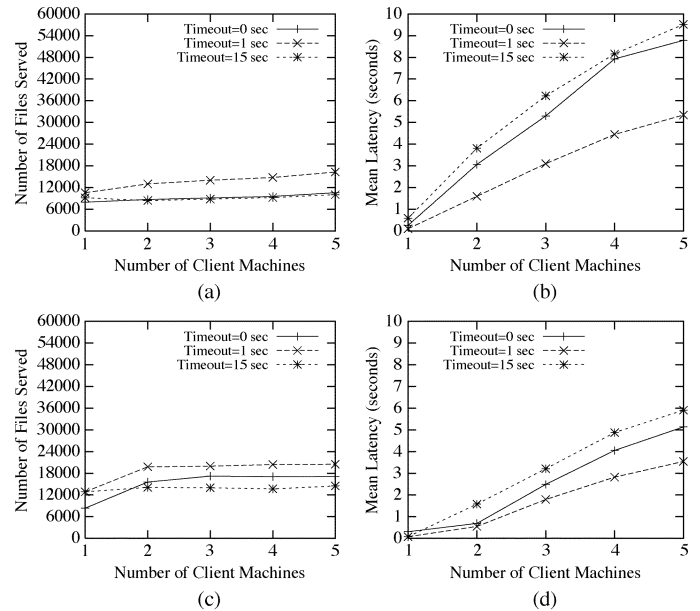 60000
54000
48000
42000
36000
30000
24000
18000
12000
6000
0
Number of Files Served
Timeout=0 sec
Timeout=1 sec
Timeout=15 sec
1 2 3 4 5
Number of Client Machines
(a)
10
9
8
7
6
5
4
3
2
1
0
Mean Latency (seconds)
Timeout=0 sec
Timeout=1 sec
Timeout=15 sec
1 2 3 4 5
Number of Client Machines
(b)
60000
54000
48000
42000
36000
30000
24000
18000
12000
6000
0
Number of Files Served
Timeout=0 sec
Timeout=1 sec
Timeout=15 sec
1 2 3 4 5
Number of Client Machines
(c)
10
9
8
7
6
5
4
3
2
1
0
Mean Latency (seconds)
Timeout=0 sec
Timeout=1 sec
Timeout=15 sec
1 2 3 4 5
Number of Client Machines
(d)